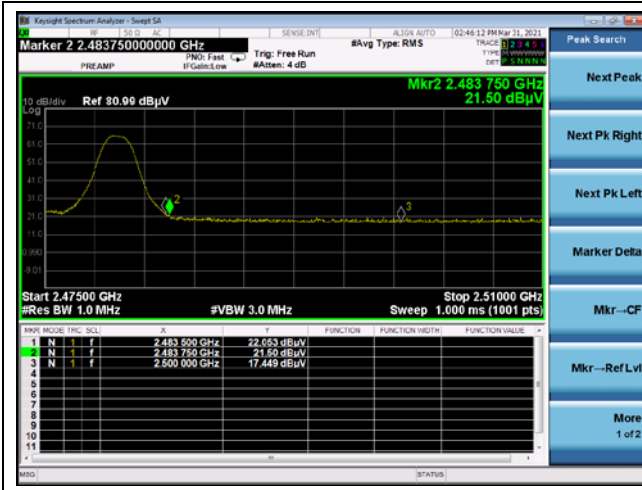 Keysight Spectrum Analyzer - Swept SA
RF 50 Ω AC SENSE:INT ALIGN AUTO 02:46:12 PM Mar 31, 2021
Marker 2 2.483750000000 GHz
PREAMP
PNO: Fast
IFGain:Low
Trig: Free Run
#Atten: 4 dB
#Avg Type: RMS
TRACE 1 2 3 4 5 6
TYPE
DET P S N N N N
Peak Search
Next Peak
Next Pk Right
Next Pk Left
Marker Delta
Mkr→CF
Mkr→Ref Lvl
More
1 of 2
Mkr2 2.483 750 GHz
21.50 dBµV
10 dB/div Ref 80.99 dBµV
Log
71.0
61.0
51.0
41.0
31.0
21.0
11.0
0.990
-9.01
2
3
Start 2.47500 GHz Stop 2.51000 GHz
#Res BW 1.0 MHz #VBW 3.0 MHz Sweep 1.000 ms (1001 pts)
MKR MODE TRC SCL X Y FUNCTION FUNCTION WIDTH FUNCTION VALUE
1 N 1 f 2.483 500 GHz 22.053 dBµV
2 N 1 f 2.483 750 GHz 21.50 dBµV
3 N 1 f 2.500 000 GHz 17.449 dBµV
4
5
6
7
8
9
10
11
MSG STATUS